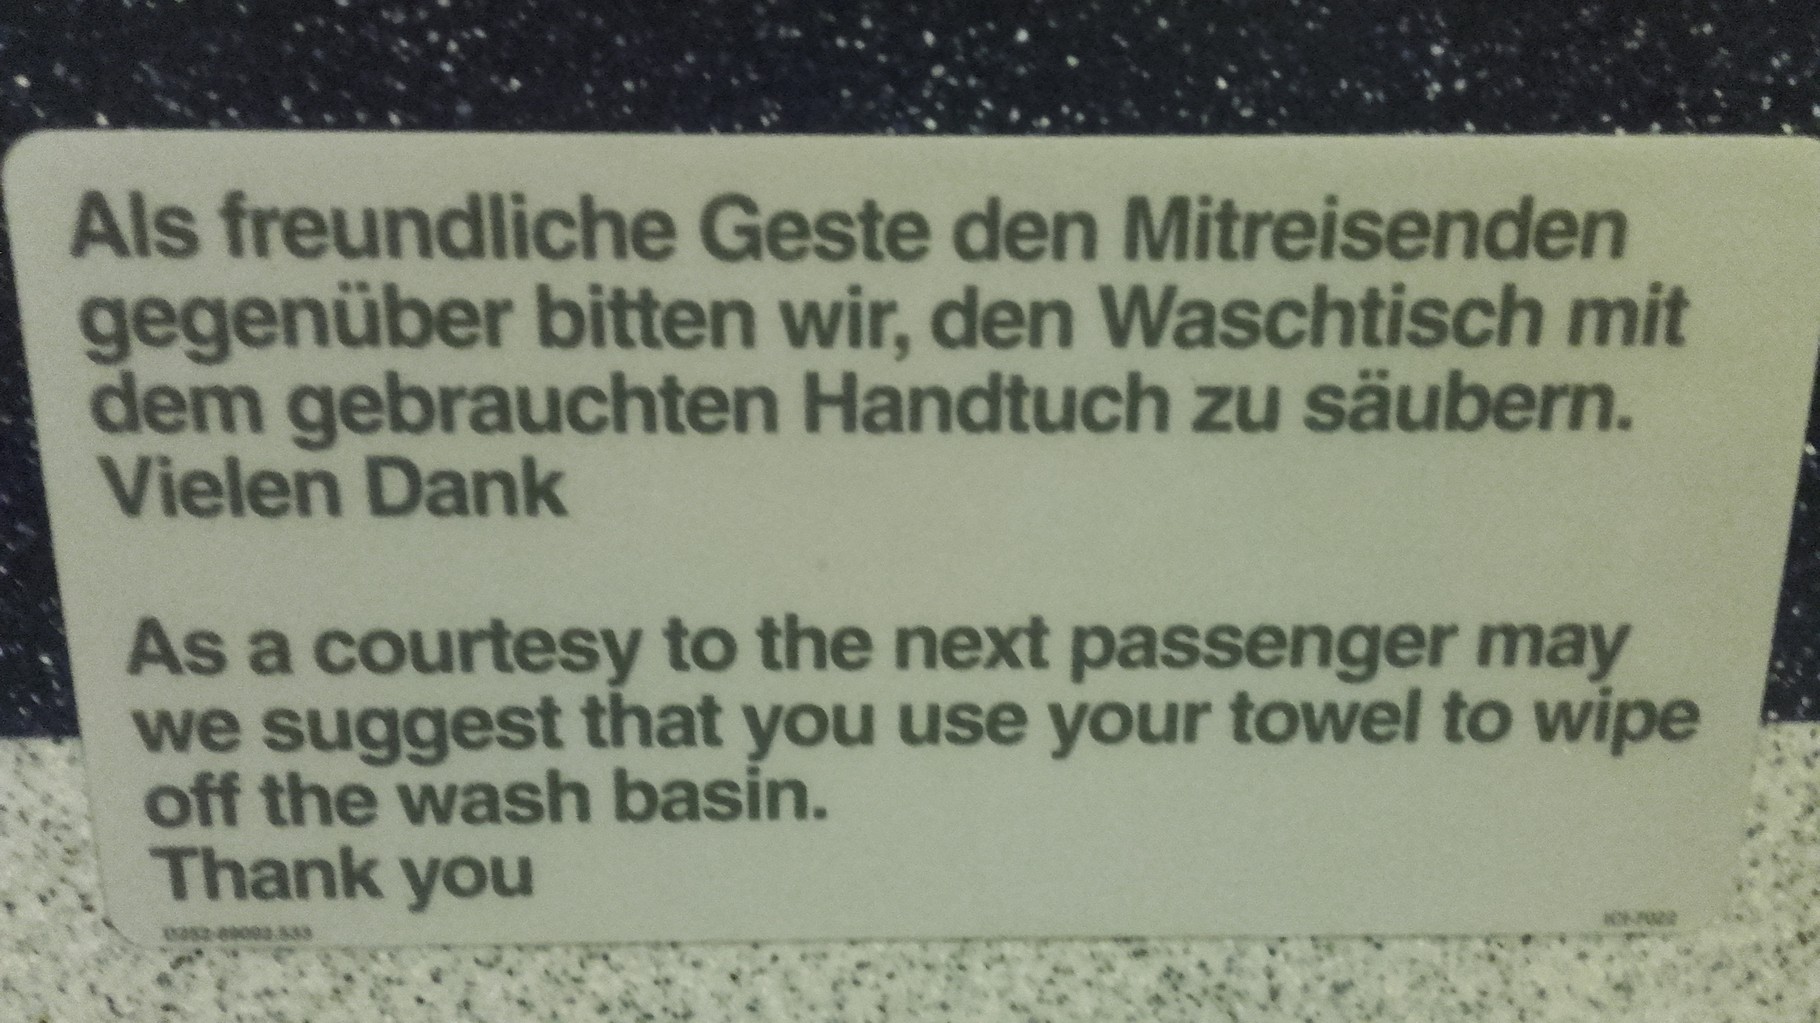 Als freundliche Geste den Mitreisenden
gegenüber bitten wir, den Waschtisch mit
dem gebrauchten Handtuch zu säubern.
Vielen Dank
As a courtesy to the next passenger may
we suggest that you use your towel to wipe
off the wash basin.
Thank you